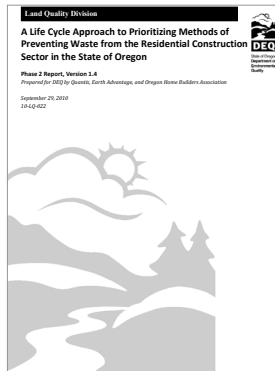 Land Quality Division
A Life Cycle Approach to Prioritizing Methods of
Preventing Waste from the Residential Construction
Sector in the State of Oregon
Phase 2 Report, Version 1.4
Prepared for DEQ by Quantis, Earth Advantage, and Oregon Home Builders Association
September 29, 2010
10-LQ-022
DEQ
State of Oregon
Department of
Environmental
Quality